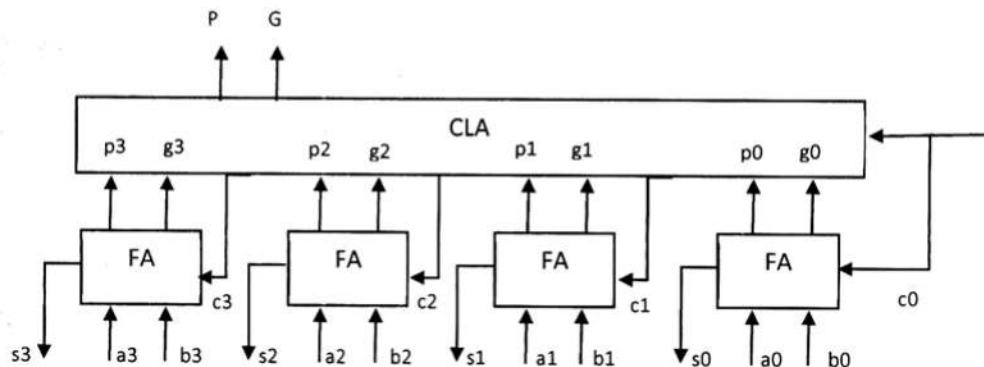 P G
CLA
p3 g3 p2 g2 p1 g1 p0 g0
FA FA FA FA
c3 c2 c1 c0
s3 a3 b3 s2 a2 b2 s1 a1 b1 s0 a0 b0